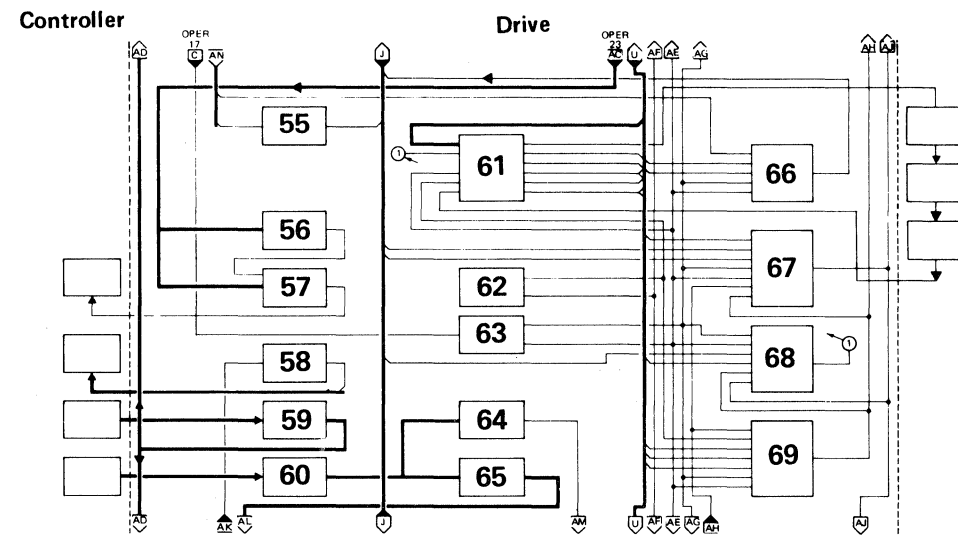 Controller
Drive
OPER
17
OPER
23
AD
C
AN
J
AC
U
AF
AE
AG
AH
AJ
55
61
1
66
56
57
67
62
63
68
1
58
59
64
69
60
65
AD
AK
AL
J
AM
U
AF
AE
AG
AH
AJ